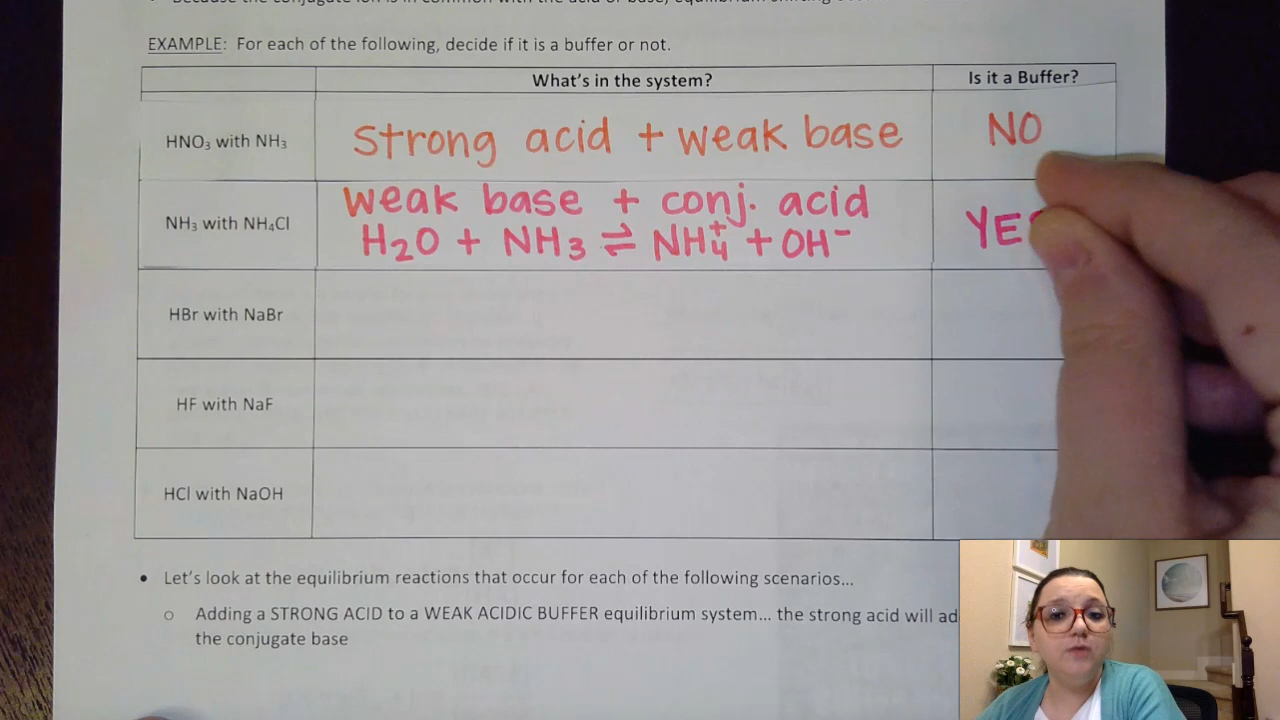 EXAMPLE: For each of the following, decide if it is a buffer or not.
What's in the system?
Is it a Buffer?
HNO₃ with NH₃
strong acid + weak base
NO
NH₃ with NH₄Cl
weak base + conj. acid
H₂O + NH₃ ⇌ NH₄⁺ + OH⁻
YES
HBr with NaBr
HF with NaF
HCl with NaOH
• Let's look at the equilibrium reactions that occur for each of the following scenarios...
o Adding a STRONG ACID to a WEAK ACIDIC BUFFER equilibrium system... the strong acid will
the conjugate base